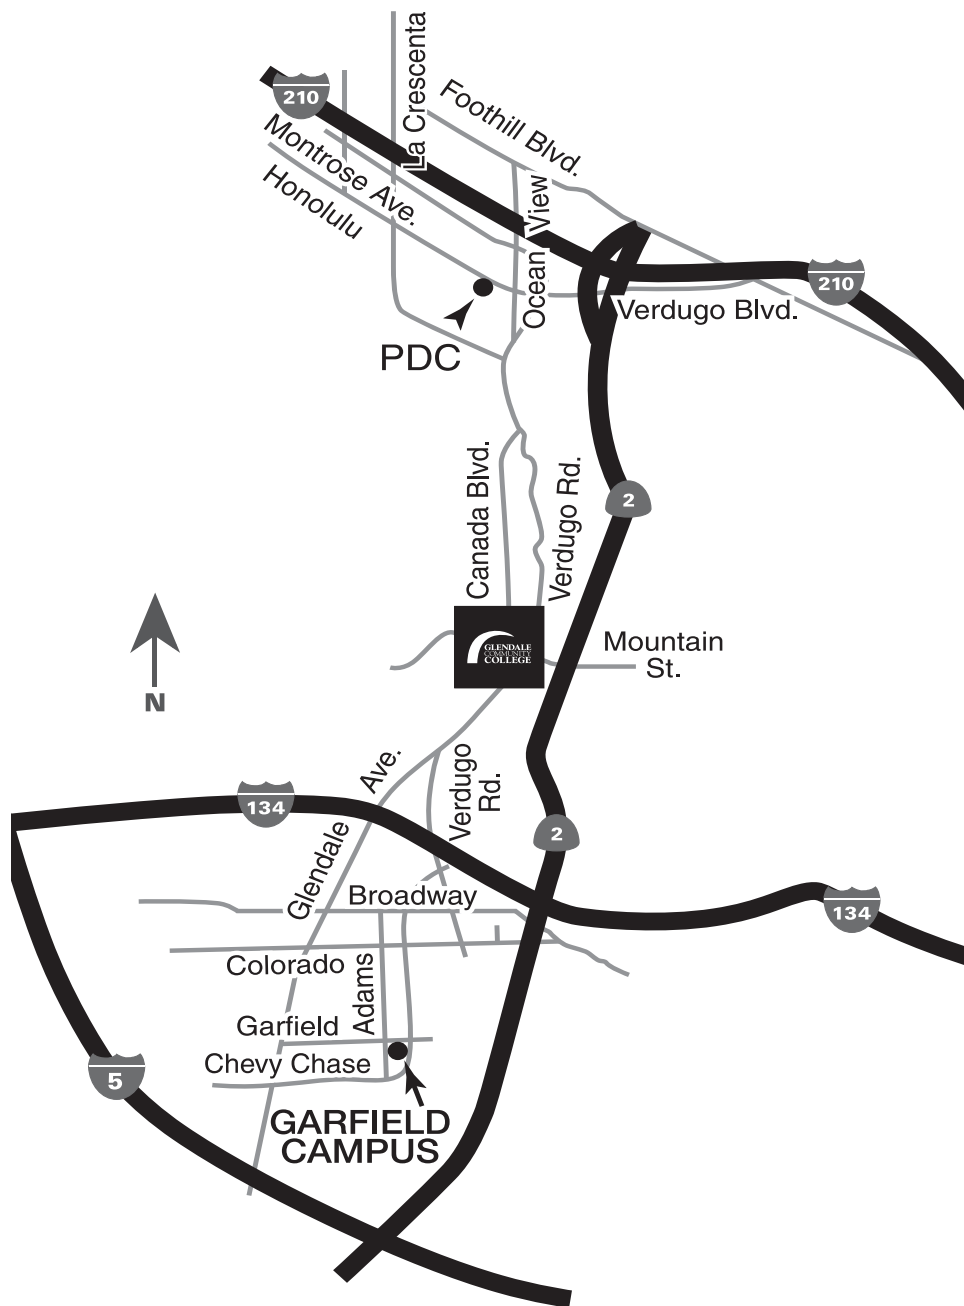 La Crescenta
210
Foothill Blvd.
Montrose Ave.
Honolulu
Ocean View
210
Verdugo Blvd.
PDC
Canada Blvd.
Verdugo Rd.
2
GLENDALE
COMMUNITY
COLLEGE
Mountain
St.
N
Glendale Ave.
Verdugo
Rd.
134
2
Broadway
134
Colorado
Adams
Garfield
Chevy Chase
5
GARFIELD
CAMPUS